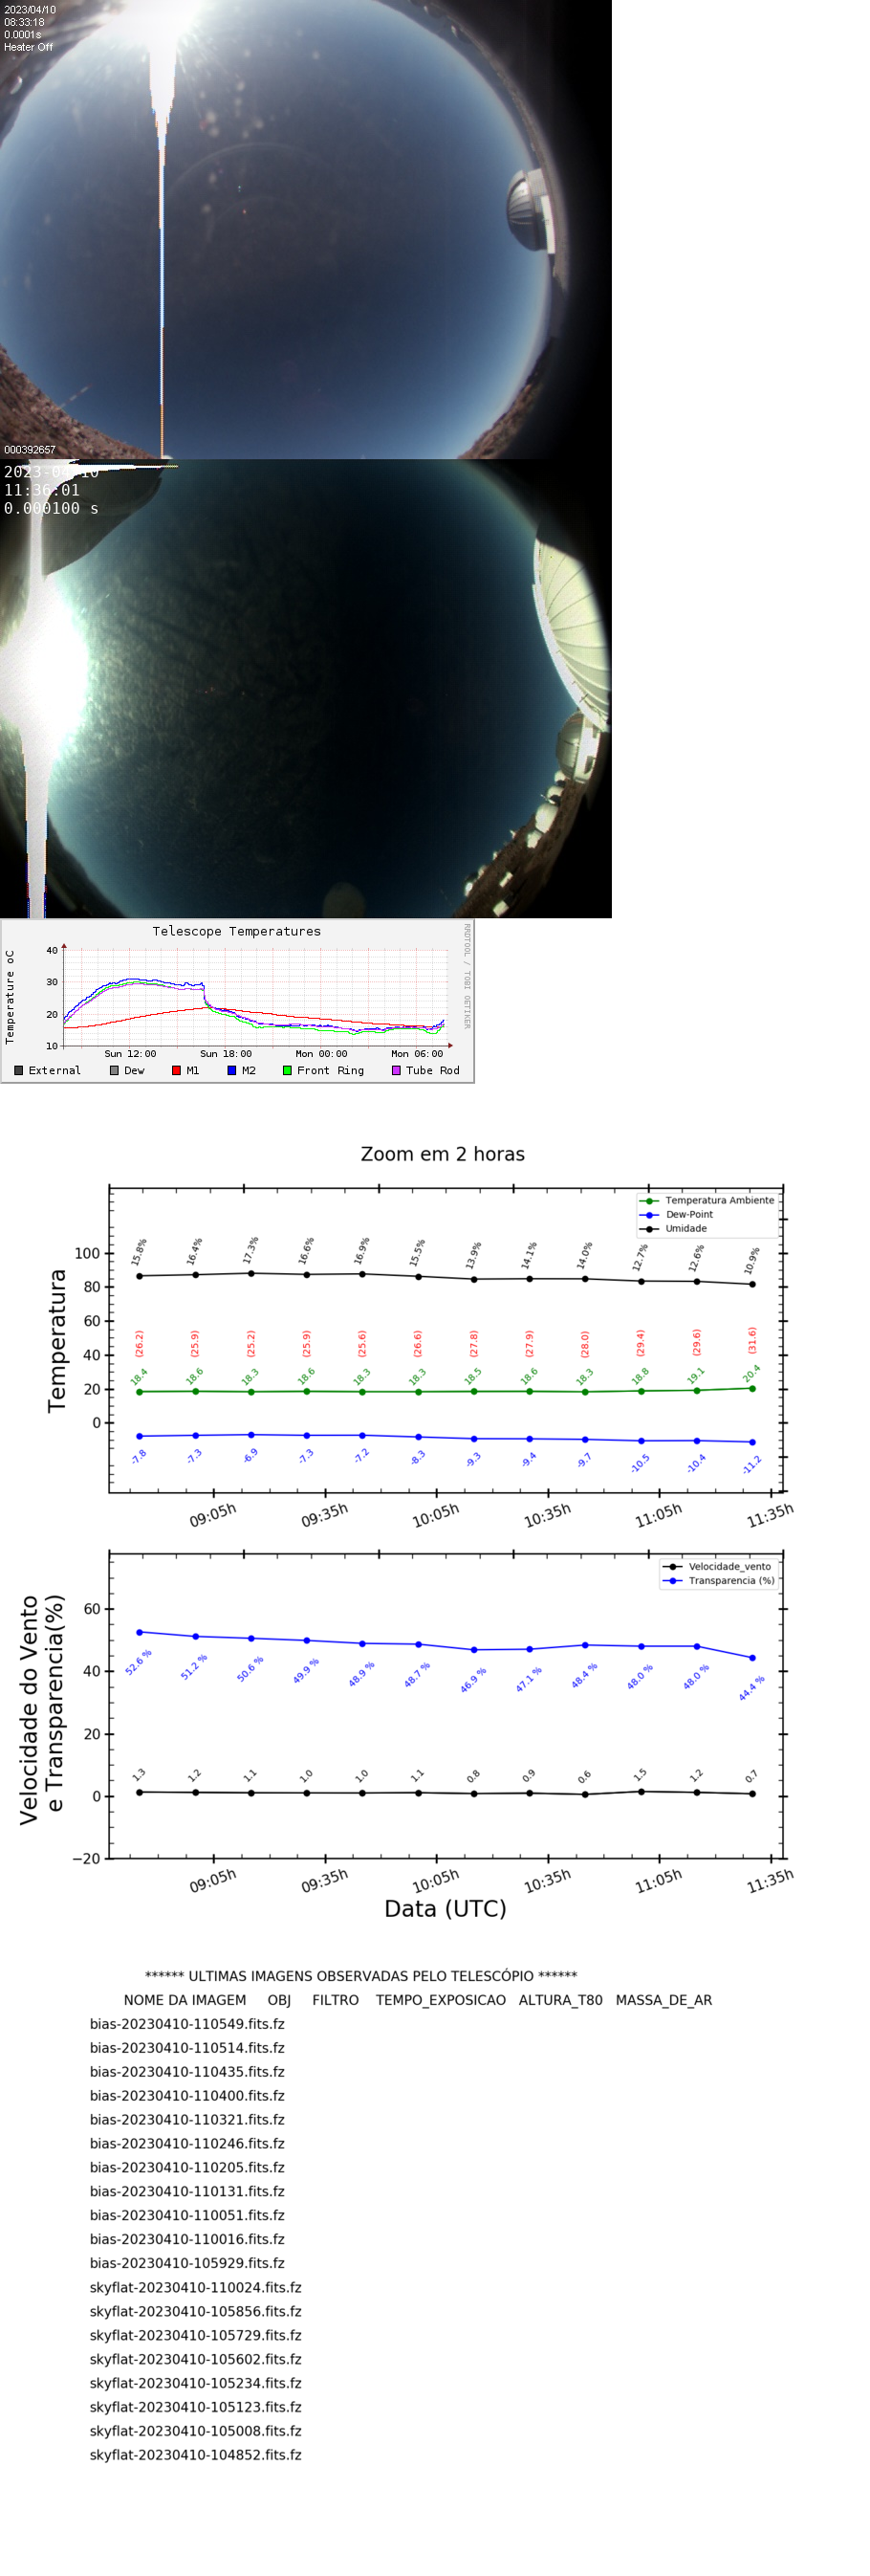 2023/04/10
08:33:18
0.0001s
Heater Off
000392657
2023-04-10
11:36:01
0.000100 s
Telescope Temperatures
RRDTOOL / TOBI OETIKER
Temperature oC
40
30
20
10
Sun 12:00 Sun 18:00 Mon 00:00 Mon 06:00
External Dew M1 M2 Front Ring Tube Rod
Zoom em 2 horas
Temperatura Ambiente
Dew-Point
Umidade
Temperatura
100
80
60
40
20
0
15.8% 16.4% 17.3% 16.6% 16.9% 15.5% 13.9% 14.1% 14.0% 12.7% 12.6% 10.9%
(26.2) (25.9) (25.2) (25.9) (25.6) (26.6) (27.8) (27.9) (28.0) (29.4) (29.6) (31.6)
18.4 18.6 18.3 18.6 18.3 18.3 18.5 18.6 18.3 18.8 19.1 20.4
-7.8 -7.3 -6.9 -7.3 -7.2 -8.3 -9.3 -9.4 -9.7 -10.5 -10.4 -11.2
09:05h 09:35h 10:05h 10:35h 11:05h 11:35h
Velocidade_vento
Transparencia (%)
Velocidade do Vento
e Transparencia(%)
60
40
20
0
−20
52.6 % 51.2 % 50.6 % 49.9 % 48.9 % 48.7 % 46.9 % 47.1 % 48.4 % 48.0 % 48.0 % 44.4 %
1.3 1.2 1.1 1.0 1.0 1.1 0.8 0.9 0.6 1.5 1.2 0.7
09:05h 09:35h 10:05h 10:35h 11:05h 11:35h
Data (UTC)
****** ULTIMAS IMAGENS OBSERVADAS PELO TELESCÓPIO ******
NOME DA IMAGEM OBJ FILTRO TEMPO_EXPOSICAO ALTURA_T80 MASSA_DE_AR
bias-20230410-110549.fits.fz
bias-20230410-110514.fits.fz
bias-20230410-110435.fits.fz
bias-20230410-110400.fits.fz
bias-20230410-110321.fits.fz
bias-20230410-110246.fits.fz
bias-20230410-110205.fits.fz
bias-20230410-110131.fits.fz
bias-20230410-110051.fits.fz
bias-20230410-110016.fits.fz
bias-20230410-105929.fits.fz
skyflat-20230410-110024.fits.fz
skyflat-20230410-105856.fits.fz
skyflat-20230410-105729.fits.fz
skyflat-20230410-105602.fits.fz
skyflat-20230410-105234.fits.fz
skyflat-20230410-105123.fits.fz
skyflat-20230410-105008.fits.fz
skyflat-20230410-104852.fits.fz